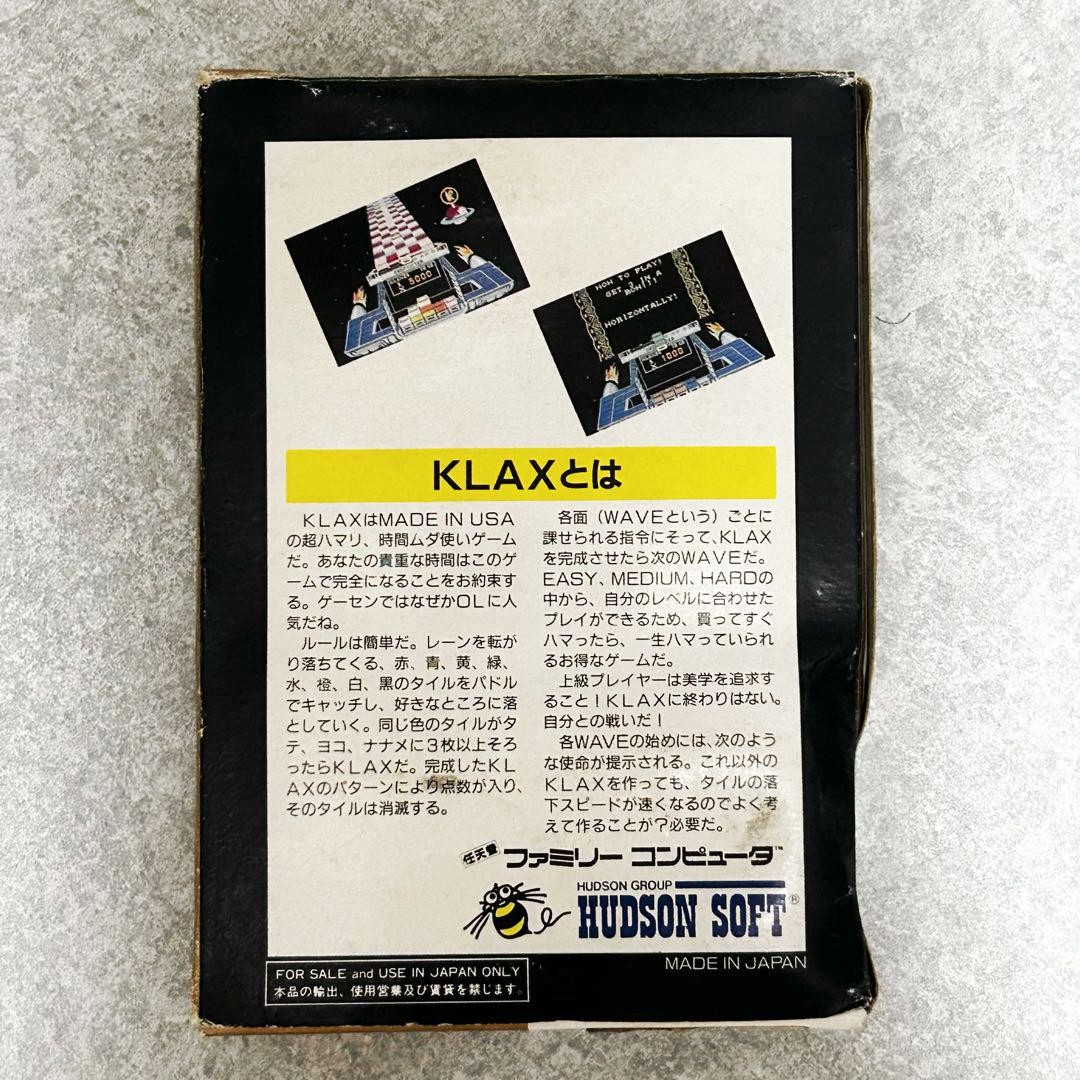 5000
HOW TO PLAY!
GET 3 IN A
ROW!!!
HORIZONTALLY!
1000
KLAXとは
KLAXはMADE IN USA
の超ハマリ、時間ムダ使いゲーム
だ。あなたの貴重な時間はこのゲ
ームで完全になることをお約束す
る。ゲーセンではなぜかOLに人
気だね。
ルールは簡単だ。レーンを転が
り落ちてくる、赤、青、黄、緑、
水、橙、白、黒のタイルをパドル
でキャッチし、好きなところに落
としていく。同じ色のタイルがタ
テ、ヨコ、ナナメに3枚以上そろ
ったらKLAXだ。完成したKL
AXのパターンにより点数が入り、
そのタイルは消滅する。
各面（WAVEという）ごとに
課せられる指令にそって、KLAX
を完成させたら次のWAVEだ。
EASY、MEDIUM、HARDの
中から、自分のレベルに合わせた
プレイができるため、買ってすぐ
ハマったら、一生ハマっていられ
るお得なゲームだ。
上級プレイヤーは美学を追求す
ること！KLAXに終わりはない。
自分との戦いだ！
各WAVEの始めには、次のよう
な使命が提示される。これ以外の
KLAXを作っても、タイルの落
下スピードが速くなるのでよく考
えて作ることが？必要だ。
任天堂 ファミリー コンピュータ™
HUDSON GROUP
HUDSON SOFT®
MADE IN JAPAN
FOR SALE and USE IN JAPAN ONLY
本品の輸出、使用営業及び賃貸を禁じます。